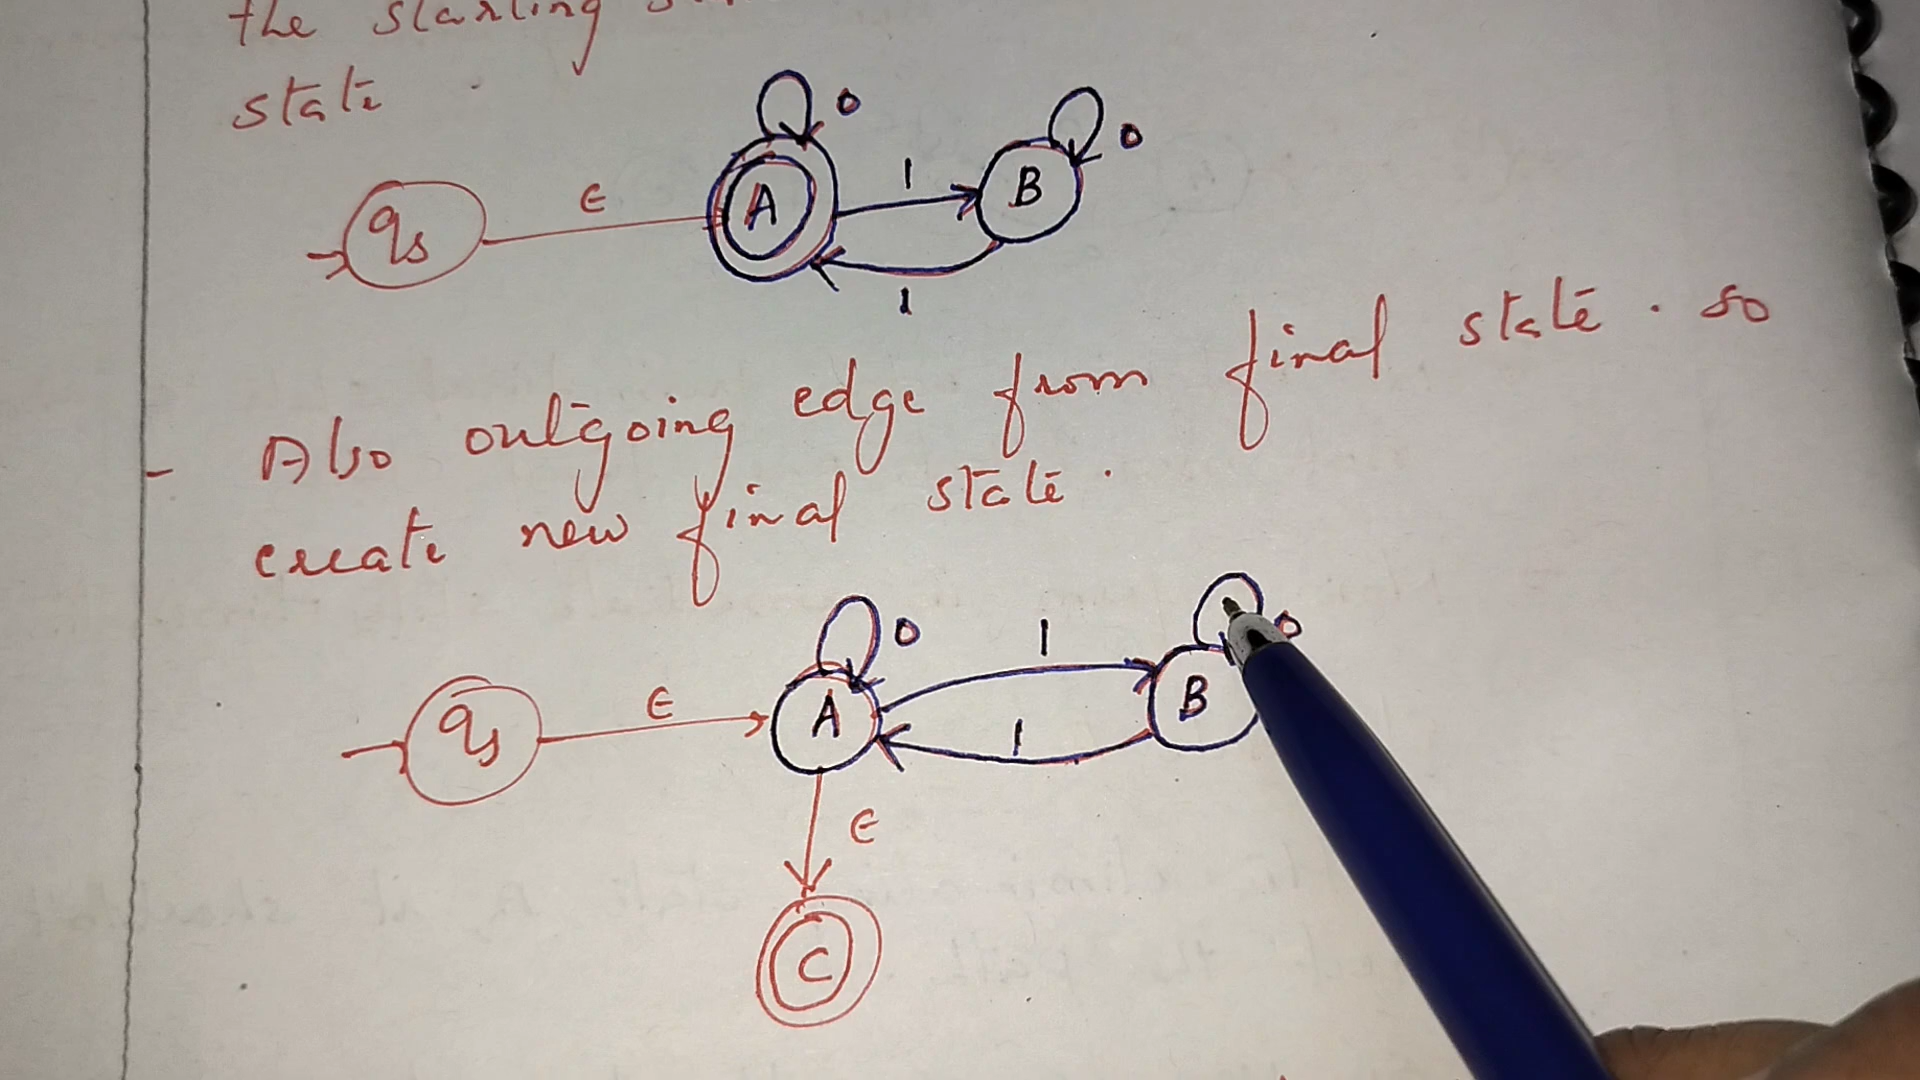 the starting
state
0
0
1
qs ϵ A B
1
- Also outgoing edge from final state. so
create new final state.
0
1
0
qs ϵ A B
1
ϵ
C